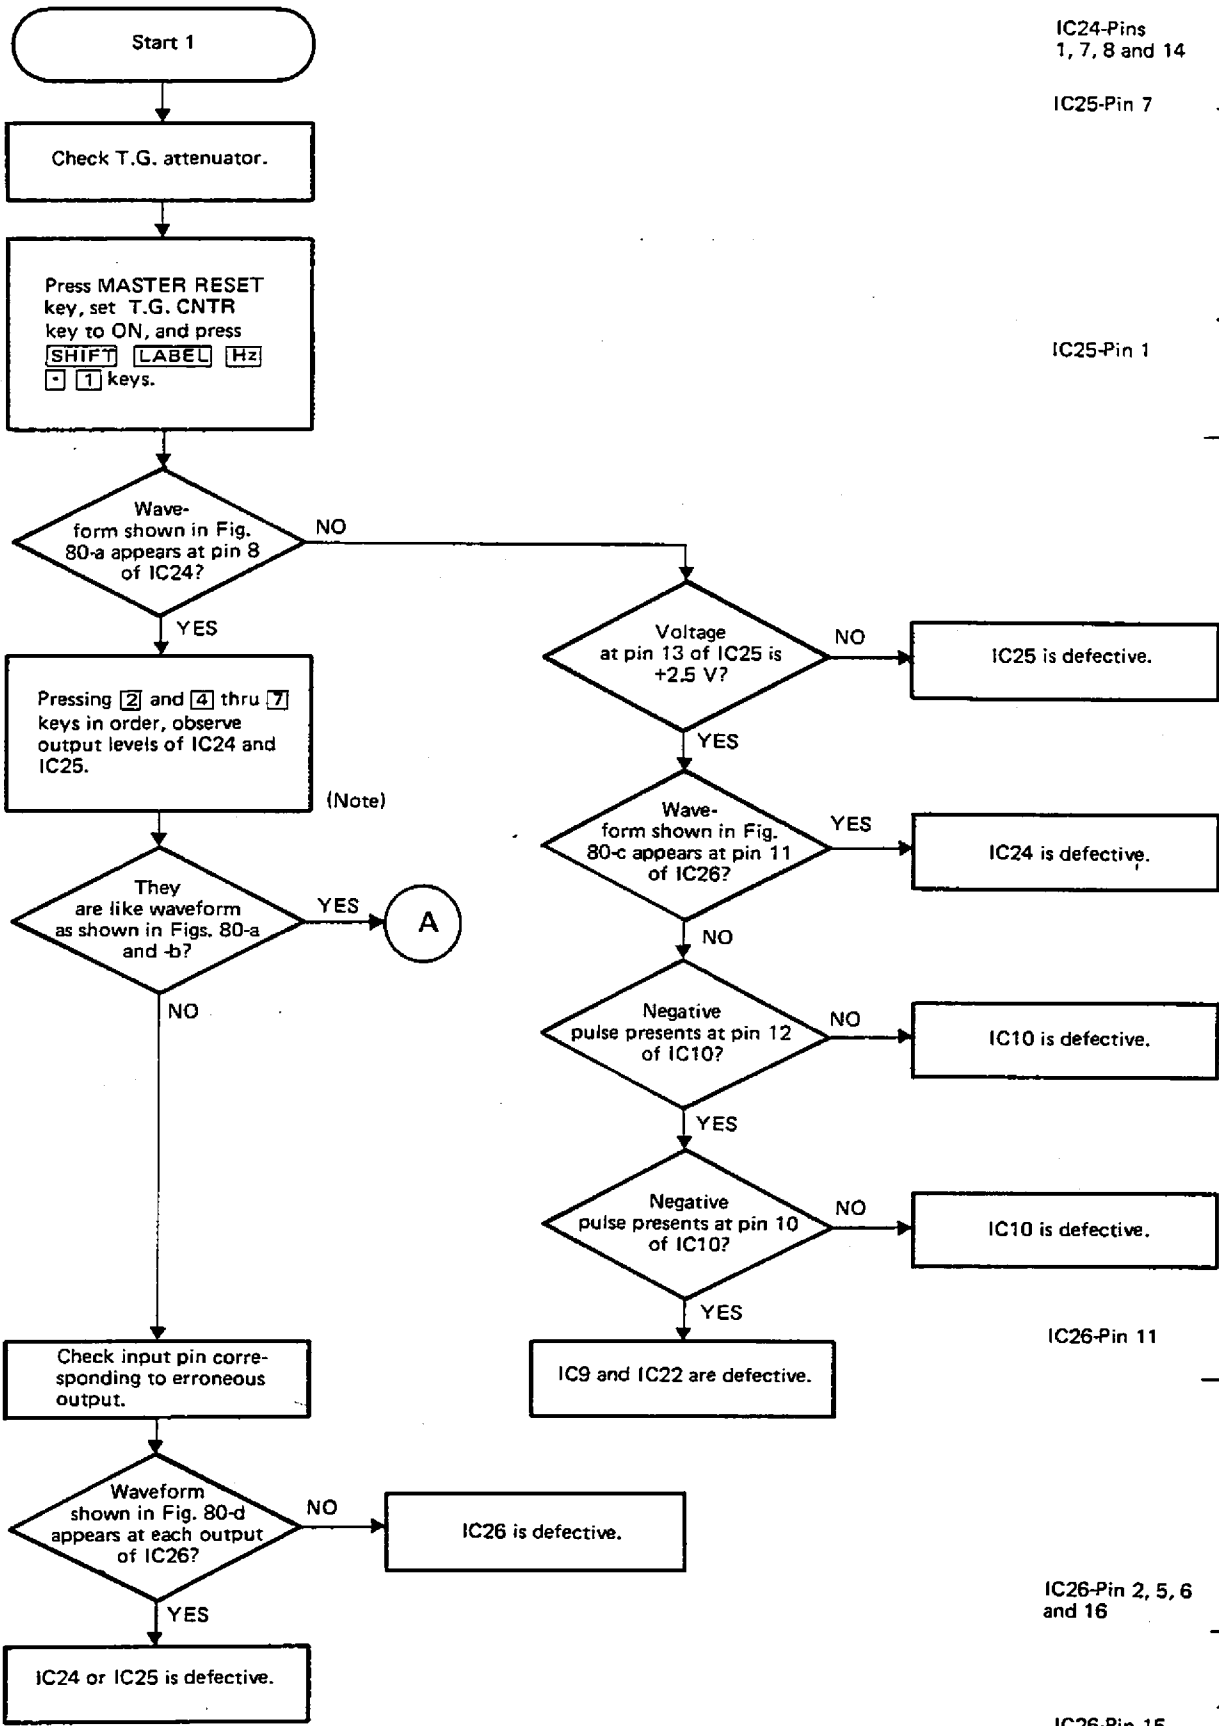 Start 1
IC24-Pins
1, 7, 8 and 14
IC25-Pin 7
Check T.G. attenuator.
Press MASTER RESET
key, set T.G. CNTR
key to ON, and press
SHIFT LABEL Hz
· 1 keys.
IC25-Pin 1
Wave-
form shown in Fig.
80-a appears at pin 8
of IC24?
NO
YES
Voltage
at pin 13 of IC25 is
+2.5 V?
NO
IC25 is defective.
YES
Pressing 2 and 4 thru 7
keys in order, observe
output levels of IC24 and
IC25.
(Note)
Wave-
form shown in Fig.
80-c appears at pin 11
of IC26?
YES
IC24 is defective.
NO
They
are like waveform
as shown in Figs. 80-a
and -b?
YES
A
NO
Negative
pulse presents at pin 12
of IC10?
NO
IC10 is defective.
YES
Negative
pulse presents at pin 10
of IC10?
NO
IC10 is defective.
YES
IC9 and IC22 are defective.
IC26-Pin 11
Check input pin corre-
sponding to erroneous
output.
Waveform
shown in Fig. 80-d
appears at each output
of IC26?
NO
IC26 is defective.
YES
IC26-Pin 2, 5, 6
and 16
IC24 or IC25 is defective.
IC26-Pin 15